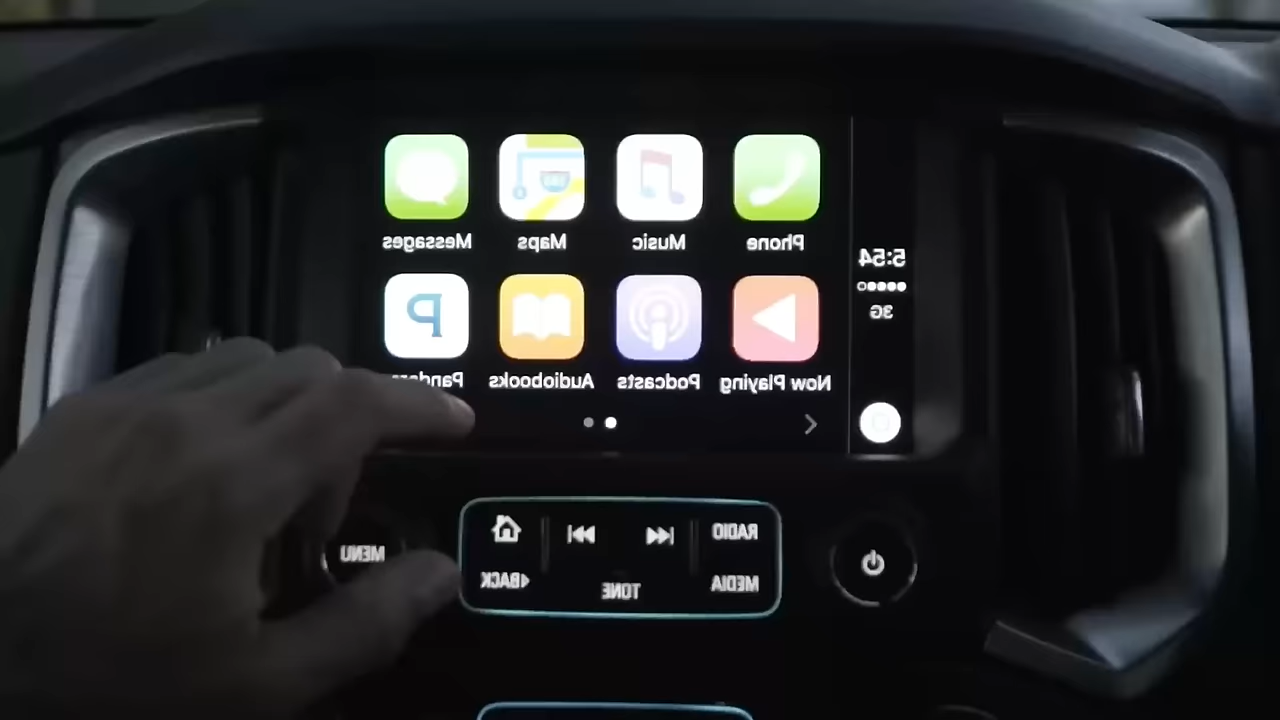 5:54
3G
Phone
Music
Maps
Messages
Now Playing
Podcasts
Audiobooks
P
RADIO
MEDIA
TONE
BACK
MENU